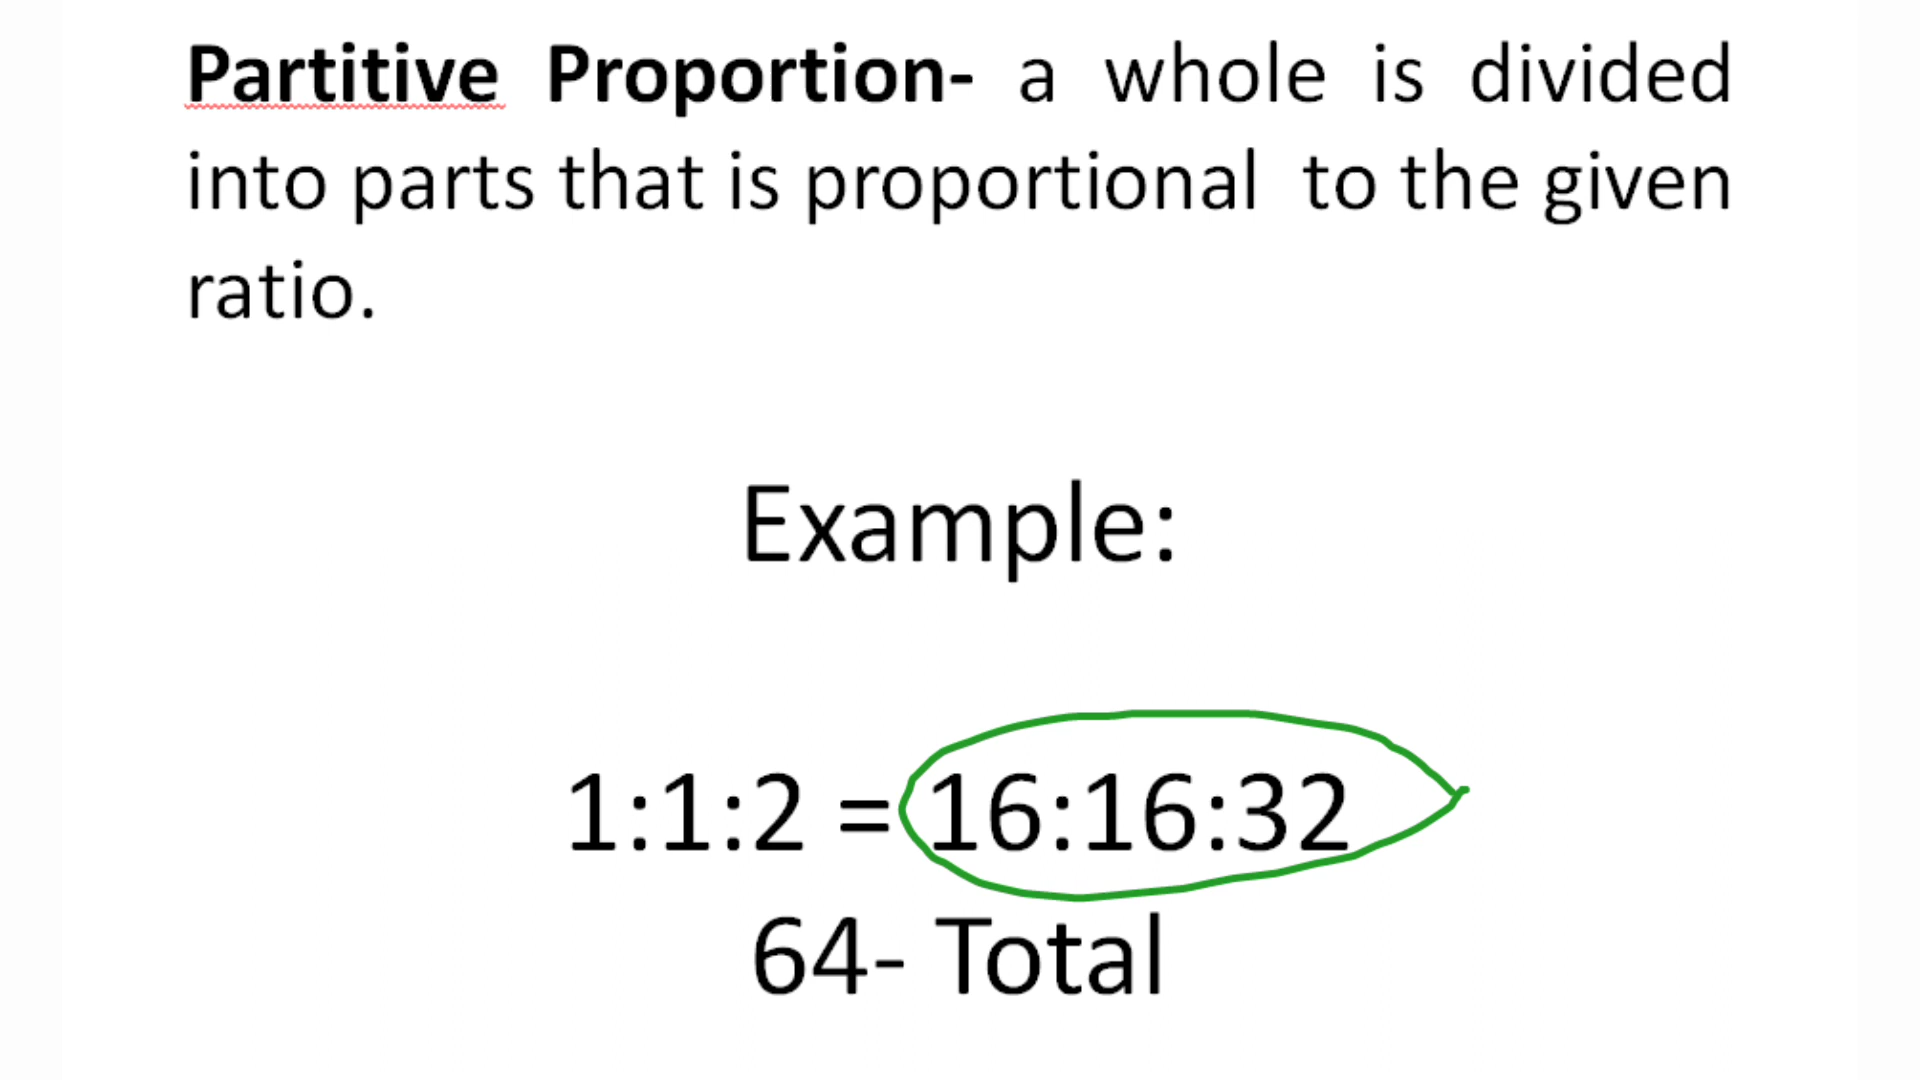 Partitive Proportion- a whole is divided
into parts that is proportional to the given
ratio.
Example:
1:1:2 = 16:16:32
64- Total